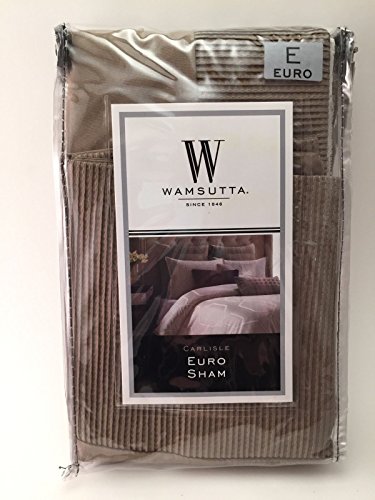 E
EURO
W
WAMSUTTA®
SINCE 1846
CARLISLE
EURO
SHAM